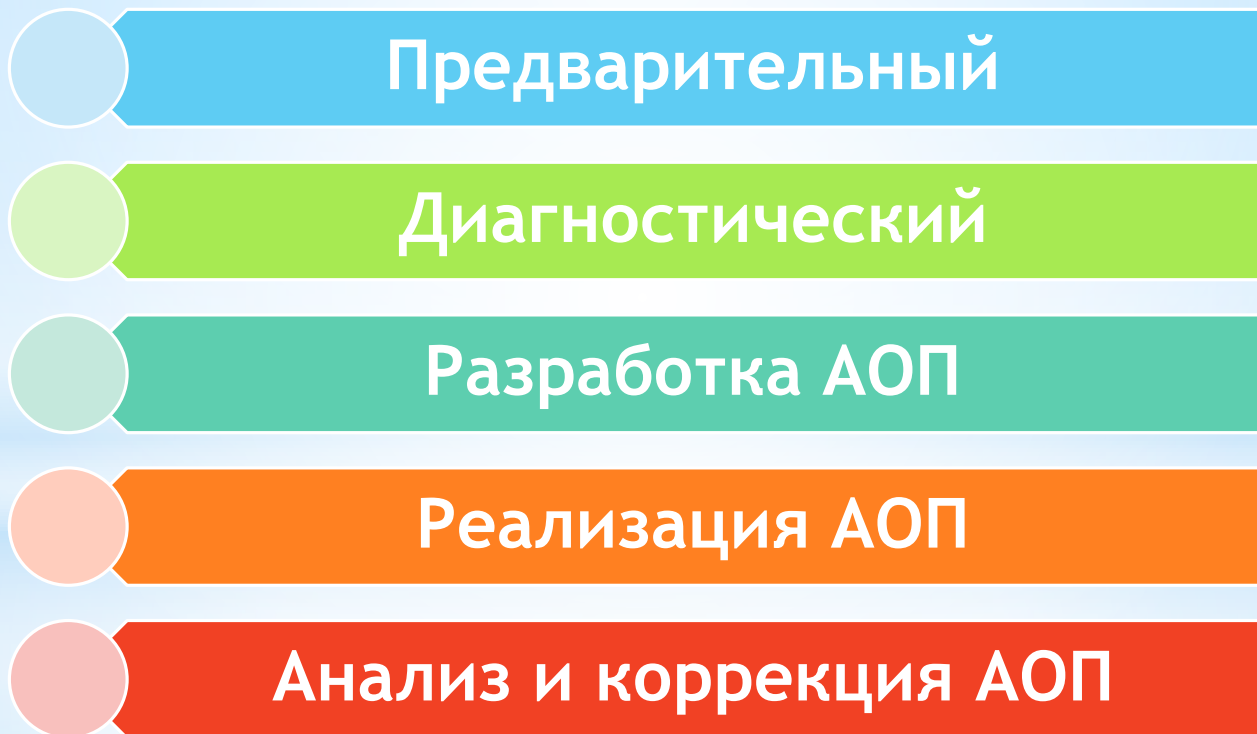 Предварительный
Диагностический
Разработка АОП
Реализация АОП
Анализ и коррекция АОП